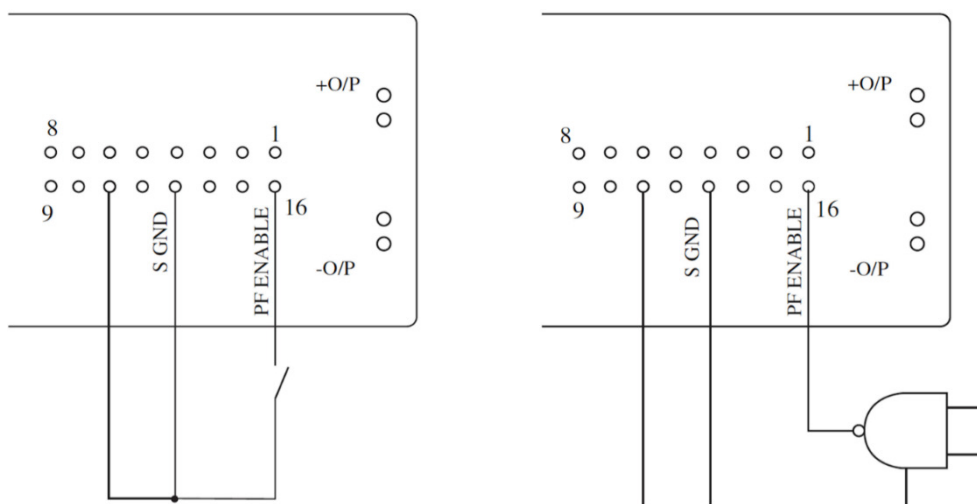 +O/P
8
1
9
16
S GND
PF ENABLE
-O/P
+O/P
8
1
9
16
S GND
PF ENABLE
-O/P